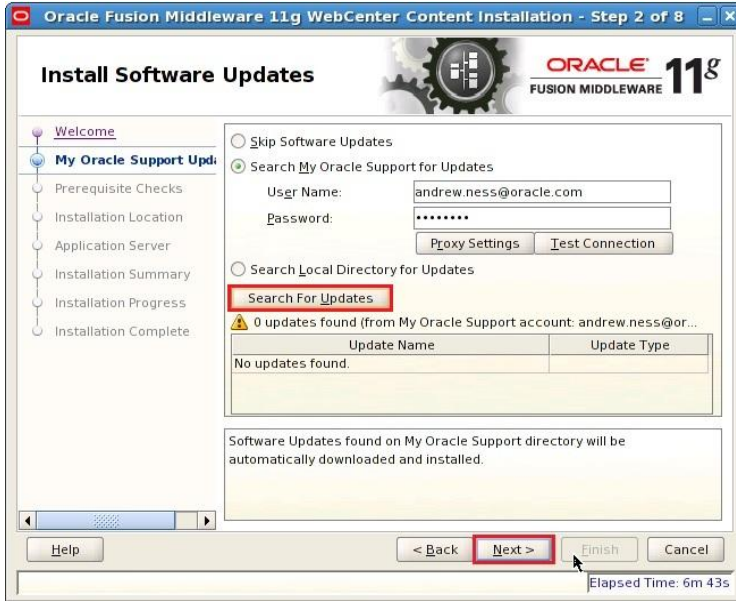 Oracle Fusion Middleware 11g WebCenter Content Installation - Step 2 of 8
Install Software Updates
ORACLE
FUSION MIDDLEWARE
11g
Welcome
My Oracle Support Upda
Prerequisite Checks
Installation Location
Application Server
Installation Summary
Installation Progress
Installation Complete
Skip Software Updates
Search My Oracle Support for Updates
User Name: andrew.ness@oracle.com
Password: ••••••••
Proxy Settings Test Connection
Search Local Directory for Updates
Search For Updates
0 updates found (from My Oracle Support account: andrew.ness@or...
Update Name Update Type
No updates found.
Software Updates found on My Oracle Support directory will be
automatically downloaded and installed.
Help < Back Next > Finish Cancel
Elapsed Time: 6m 43s